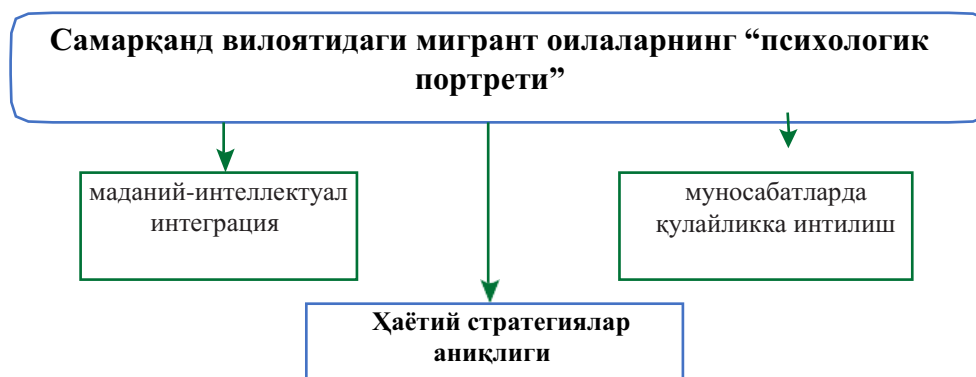 Самарқанд вилоятидаги мигрант оилаларнинг “психологик
портрети”
маданий-интеллектуал
интеграция
муносабатларда
қулайликка интилиш
Ҳаётий стратегиялар
аниқлиги